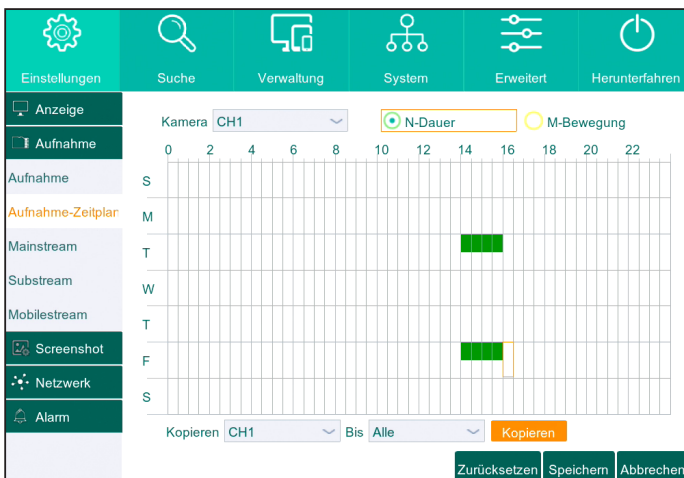 Einstellungen Suche Verwaltung System Erweitert Herunterfahren
Anzeige
Aufnahme
Aufnahme
Aufnahme-Zeitplan
Mainstream
Substream
Mobilestream
Screenshot
Netzwerk
Alarm
Kamera CH1 N-Dauer M-Bewegung
0 2 4 6 8 10 12 14 16 18 20 22
S
M
T
W
T
F
S
Kopieren CH1 Bis Alle Kopieren
Zurücksetzen Speichern Abbrechen